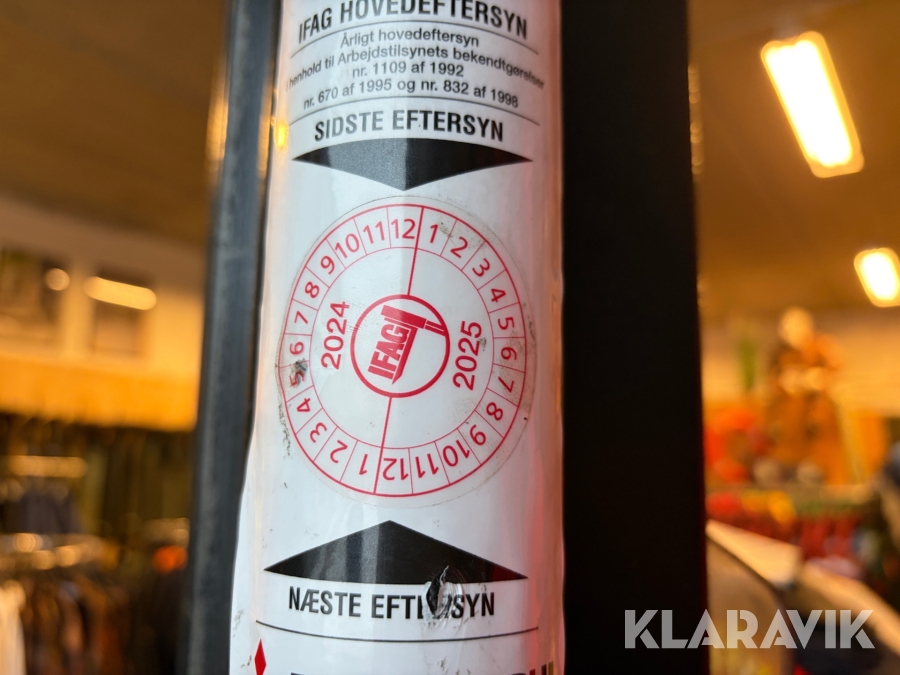 IFAG HOVEDEFTERSYN
Årligt hovedeftersyn
henhold til Arbejdstilsynets bekendtgørelser
nr. 1109 af 1992
nr. 670 af 1995 og nr. 832 af 1998
SIDSTE EFTERSYN
1 2 3 4 5 6 7 8 9 10 11 12
2025
1 2 3 4 5 6 7 8 9 10 11 12
2024
IFAG
NÆSTE EFTERSYN
KLARAVIK